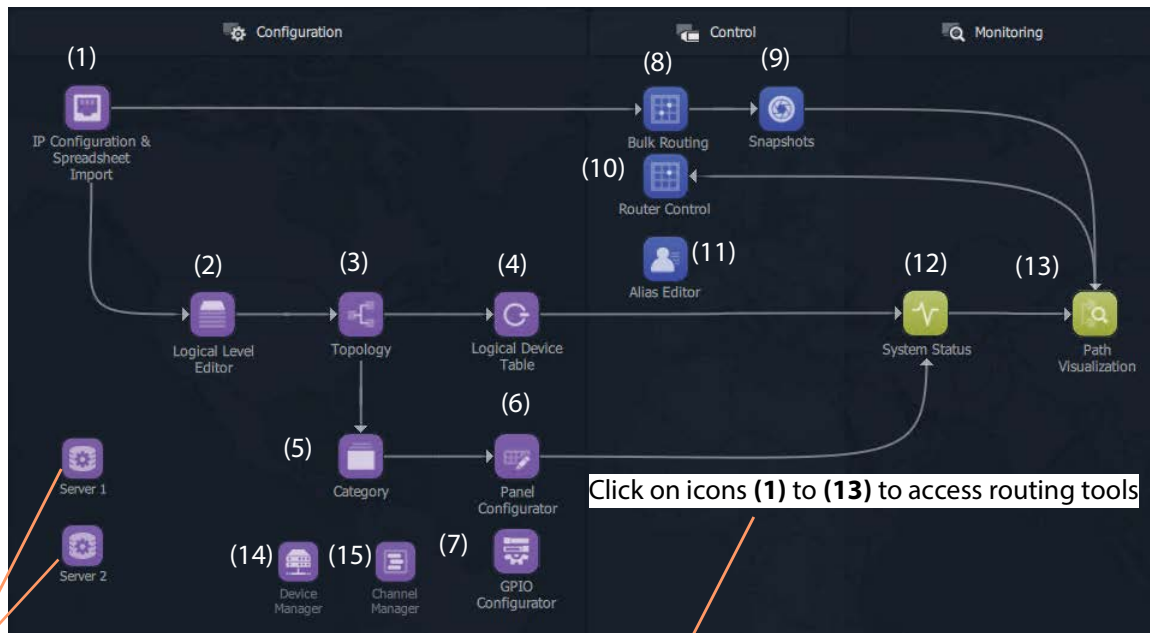 Configuration
Control
Monitoring
(1)
(8)
(9)
IP Configuration &
Spreadsheet
Import
Bulk Routing
Snapshots
(10)
Router Control
(11)
Alias Editor
(2)
(3)
(4)
(12)
(13)
Logical Level
Editor
Topology
Logical Device
Table
System Status
Path
Visualization
(6)
(5)
Category
Panel
Configurator
Server 1
Click on icons (1) to (13) to access routing tools
Server 2
(14)
(15)
(7)
Device
Manager
Channel
Manager
GPIO
Configurator